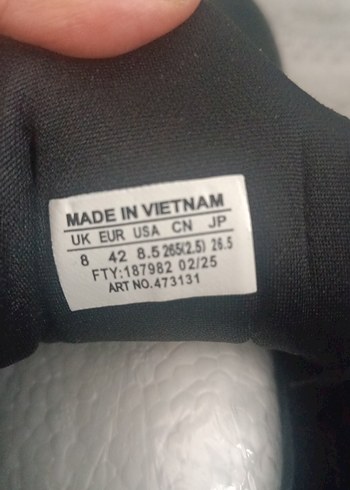 MADE IN VIETNAM
UK EUR USA CN JP
8 42 8.5 265(2.5) 26.5
FTY:187982 02/25
ART NO.473131